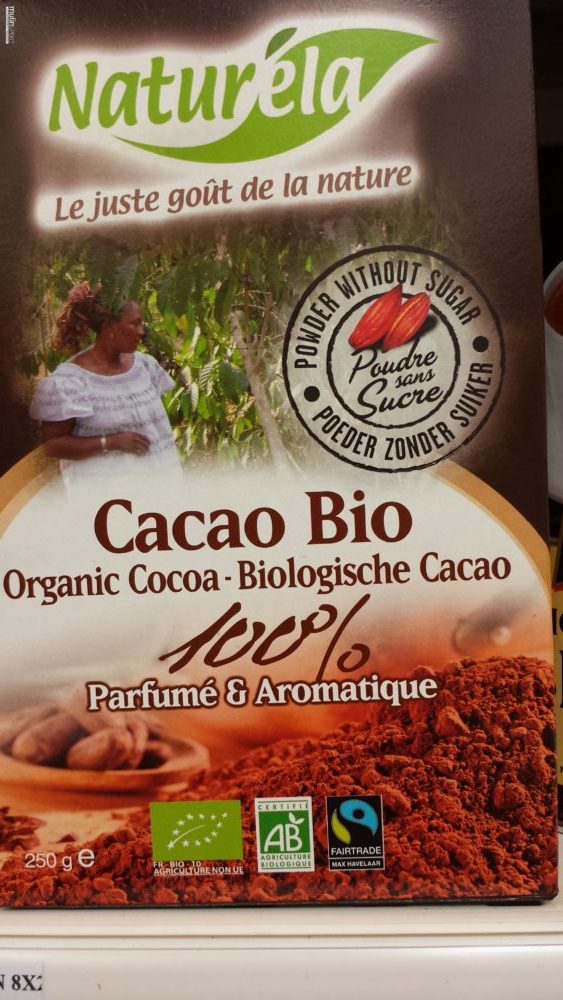 Naturéla
Le juste goût de la nature
POWDER WITHOUT SUGAR
Poudre
sans
Sucre
POEDER ZONDER SUIKER
Cacao Bio
Organic Cocoa - Biologische Cacao
100%
Parfumé & Aromatique
250 g e
FR - BIO - 10
AGRICULTURE NON UE
CERTIFIÉ
AB
AGRICULTURE
BIOLOGIQUE
FAIRTRADE
MAX HAVELAAR